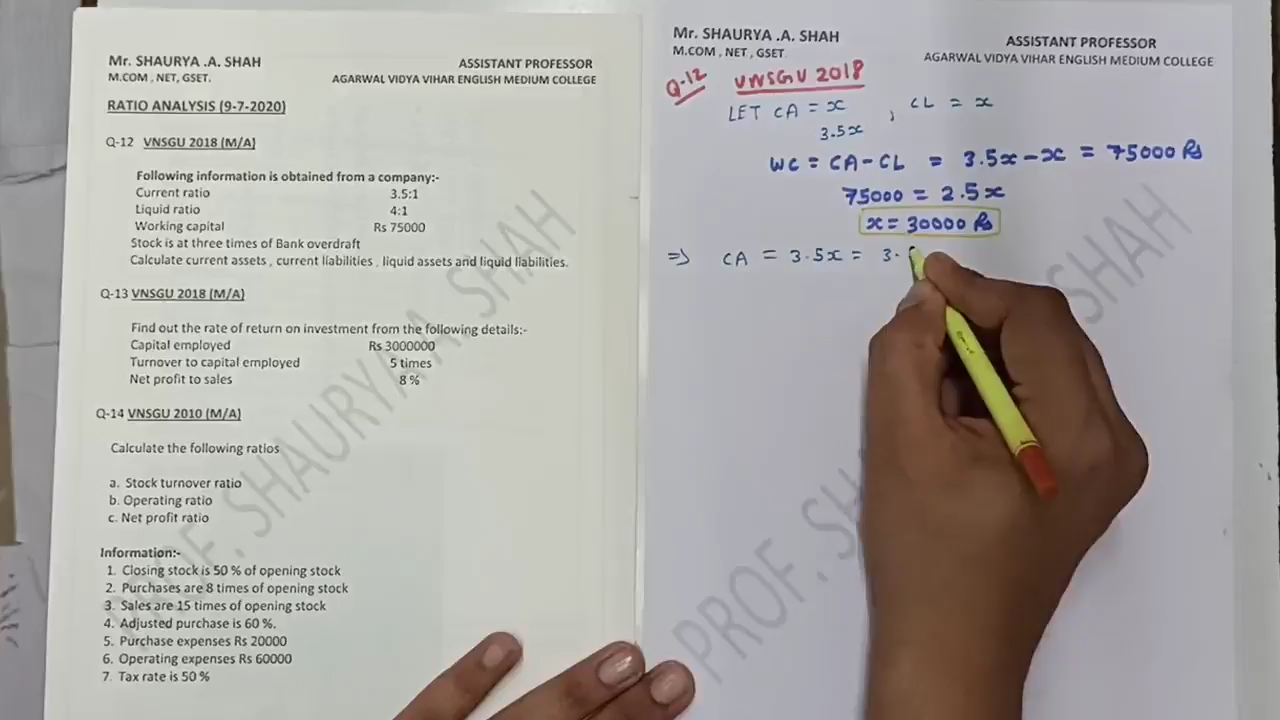 Mr. SHAURYA .A. SHAH
ASSISTANT PROFESSOR
M.COM , NET, GSET.
AGARWAL VIDYA VIHAR ENGLISH MEDIUM COLLEGE
RATIO ANALYSIS (9-7-2020)
Q-12 VNSGU 2018 (M/A)
Following information is obtained from a company:-
Current ratio 3.5:1
Liquid ratio 4:1
Working capital Rs 75000
Stock is at three times of Bank overdraft
Calculate current assets , current liabilities , liquid assets and liquid liabilities.
Q-13 VNSGU 2018 (M/A)
Find out the rate of return on investment from the following details:-
Capital employed Rs 3000000
Turnover to capital employed 5 times
Net profit to sales 8 %
Q-14 VNSGU 2010 (M/A)
Calculate the following ratios
a. Stock turnover ratio
b. Operating ratio
c. Net profit ratio
Information:-
1. Closing stock is 50 % of opening stock
2. Purchases are 8 times of opening stock
3. Sales are 15 times of opening stock
4. Adjusted purchase is 60 %.
5. Purchase expenses Rs 20000
6. Operating expenses Rs 60000
7. Tax rate is 50 %
PROF. SHAURYA A. SHAH
Mr. SHAURYA .A. SHAH
ASSISTANT PROFESSOR
M.COM , NET , GSET.
AGARWAL VIDYA VIHAR ENGLISH MEDIUM COLLEGE
Q-12 VNSGU 2018
LET CA = x , CL = x
3.5x
WC = CA - CL = 3.5x - x = 75000 Rs
75000 = 2.5x
x = 30000 Rs
⇒ CA = 3.5x = 3.
PROF. SH
SHAH